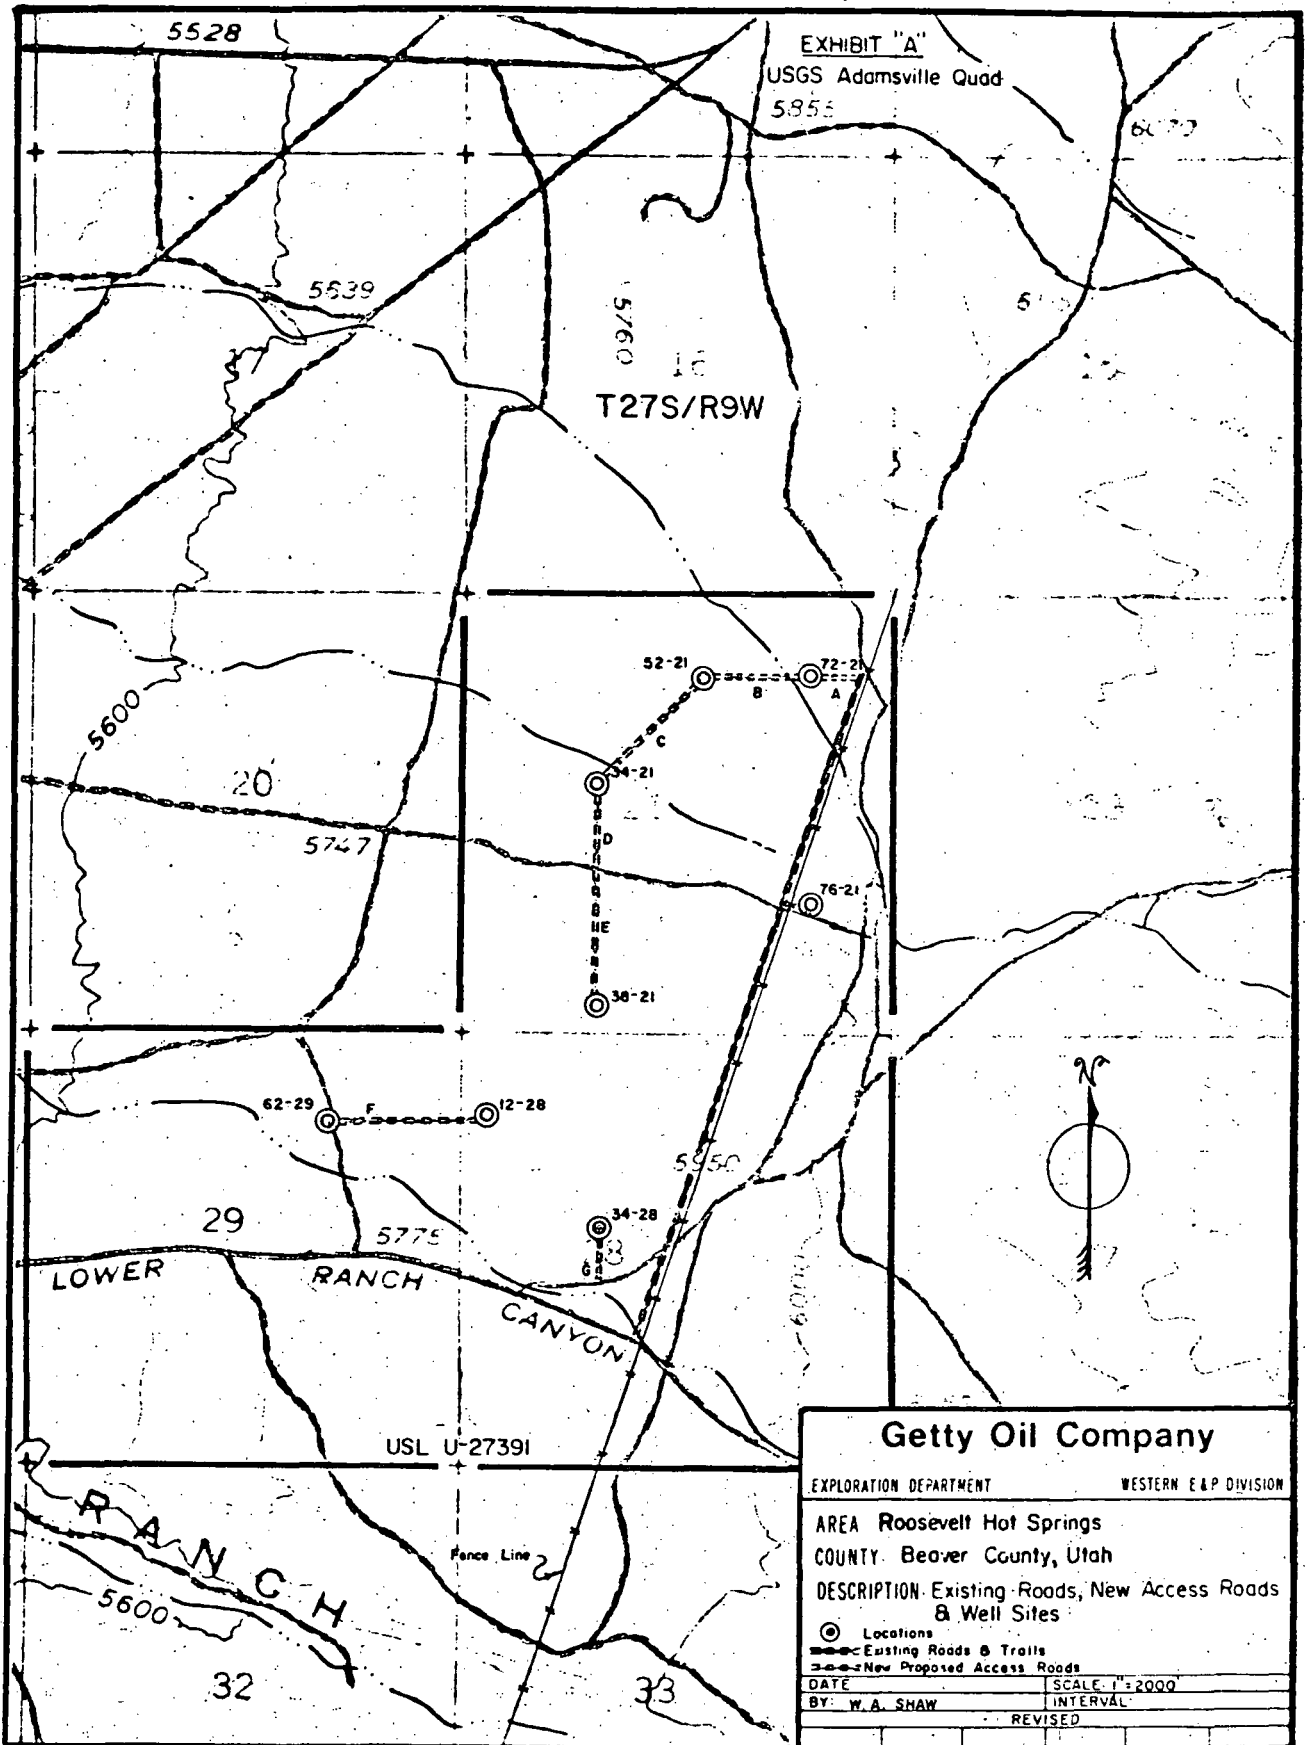 5528
EXHIBIT "A"
USGS Adamsville Quad
5639
5760
16
T27S/R9W
52-21
72-21
B
A
C
5600
20
34-21
5747
D
76-21
E
38-21
N
62-29
F
12-28
5950
34-28
29
5775
G
6000
LOWER RANCH CANYON
USL U-27391
RANCH
Fence Line
5600
32
33
Getty Oil Company
EXPLORATION DEPARTMENT WESTERN E&P DIVISION
AREA Roosevelt Hot Springs
COUNTY Beaver County, Utah
DESCRIPTION Existing Roads, New Access Roads
& Well Sites
Locations
Existing Roads & Trails
New Proposed Access Roads
DATE SCALE 1"=2000'
BY: W.A. SHAW INTERVAL
REVISED